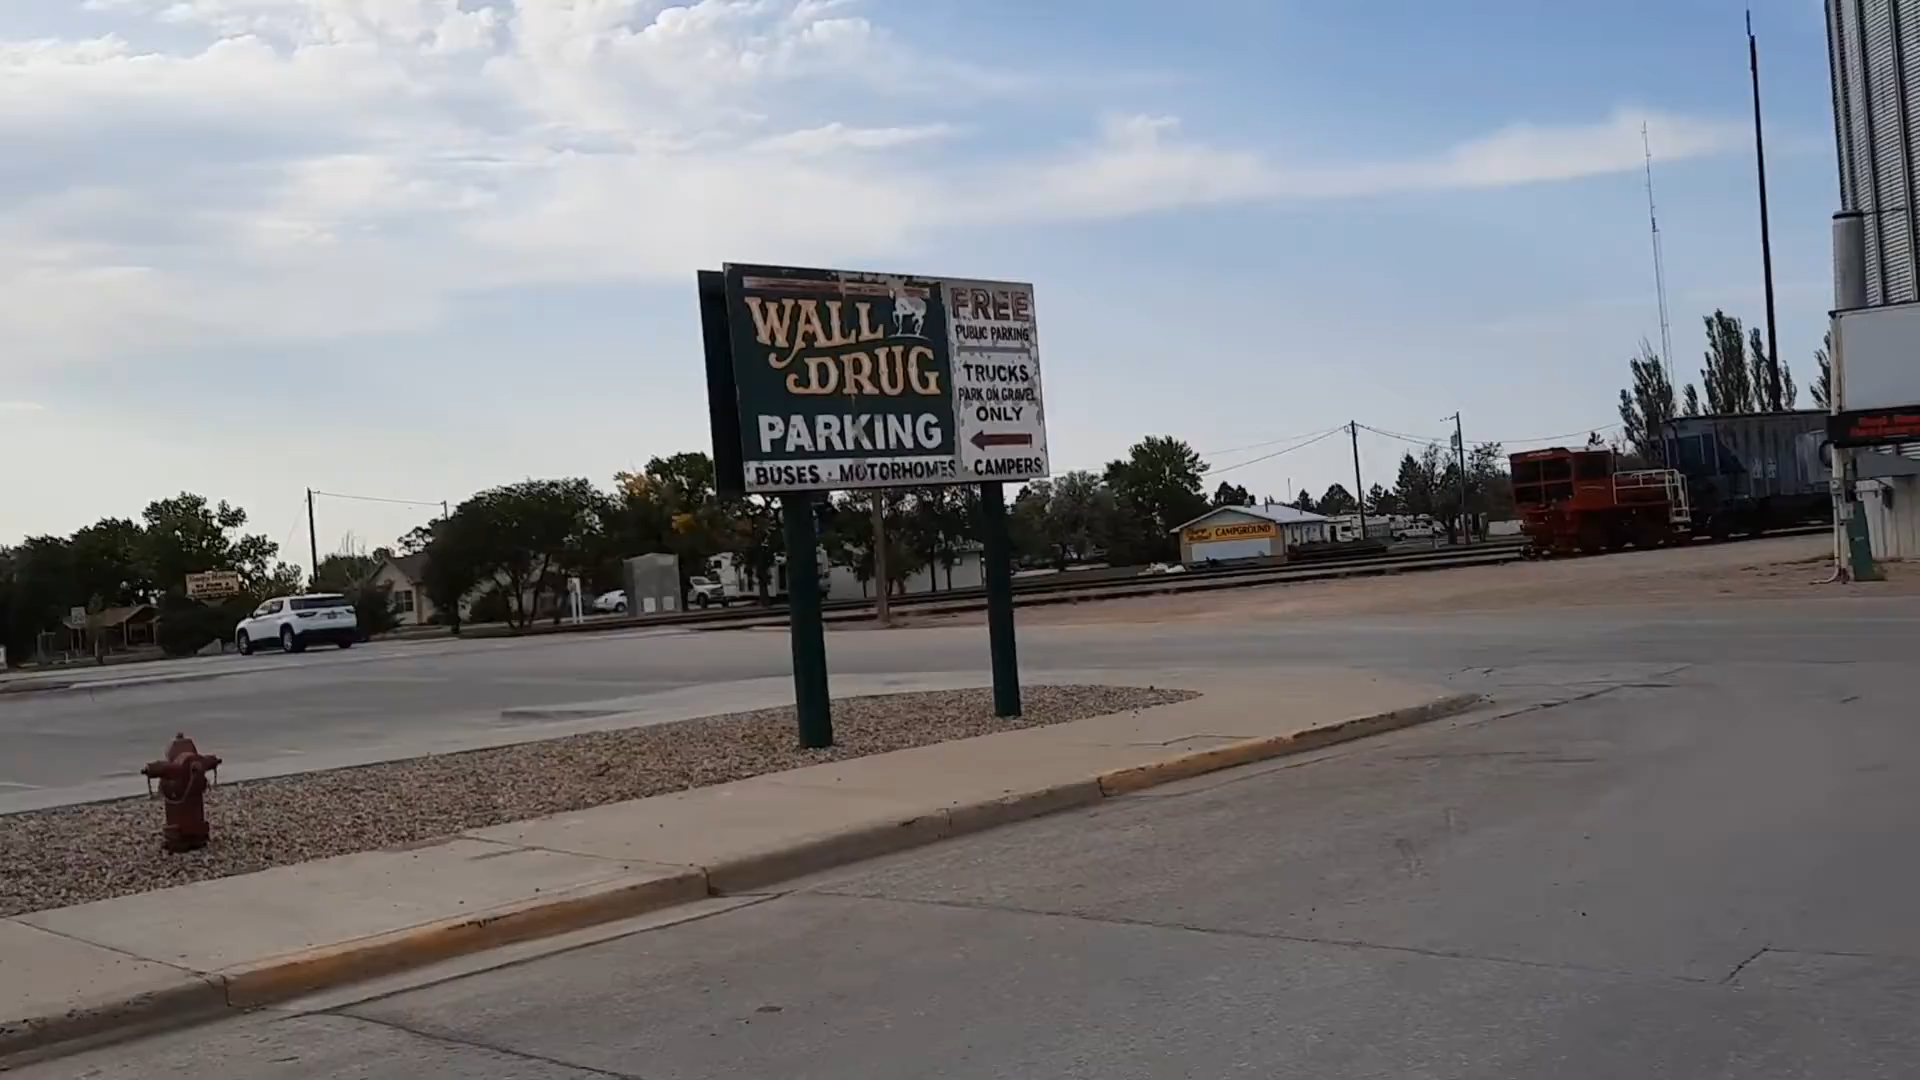 WALL
DRUG
PARKING
BUSES · MOTORHOMES
FREE
PUBLIC PARKING
TRUCKS
PARK ON GRAVEL
ONLY
CAMPERS
CAMPGROUND